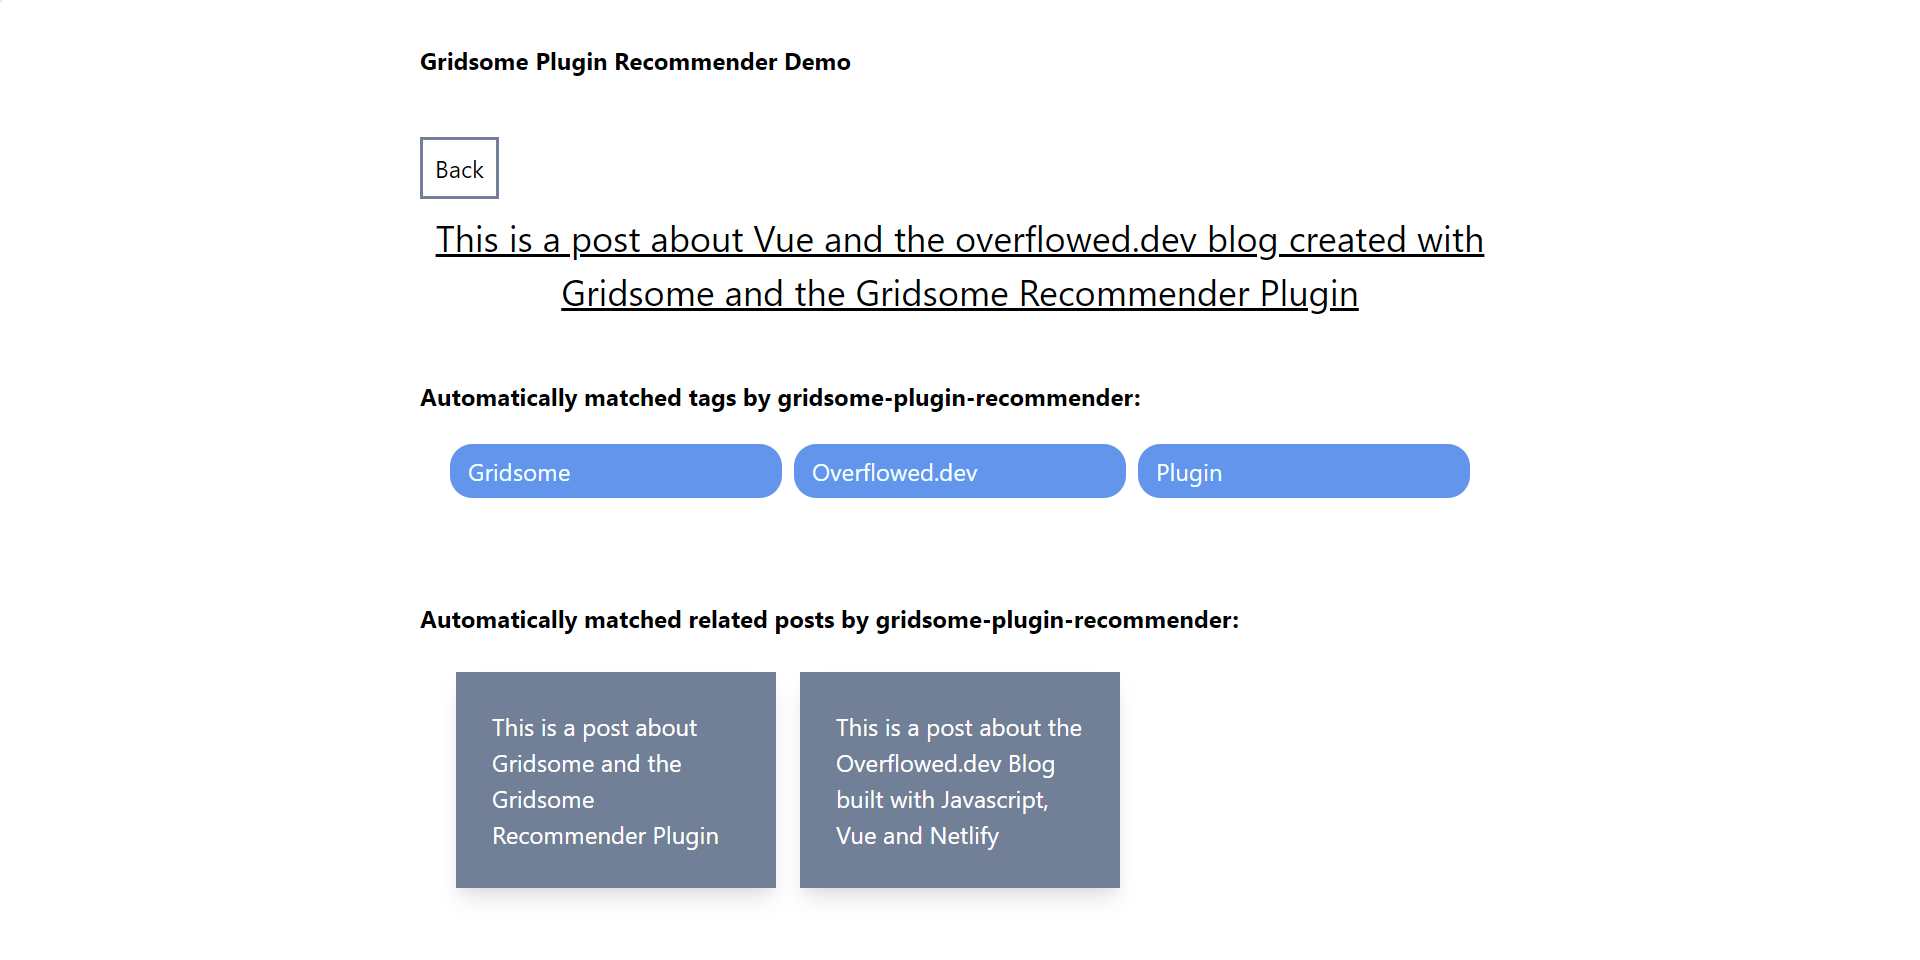 Gridsome Plugin Recommender Demo
Back
This is a post about Vue and the overflowed.dev blog created with
Gridsome and the Gridsome Recommender Plugin
Automatically matched tags by gridsome-plugin-recommender:
Gridsome
Overflowed.dev
Plugin
Automatically matched related posts by gridsome-plugin-recommender:
This is a post about
Gridsome and the
Gridsome
Recommender Plugin
This is a post about the
Overflowed.dev Blog
built with Javascript,
Vue and Netlify